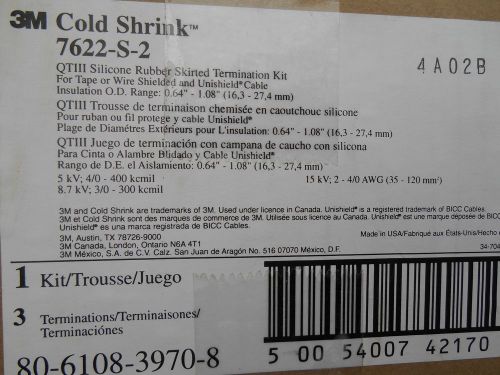 3M Cold Shrink™
7622-S-2
4A02B
QTIII Silicone Rubber Skirted Termination Kit
For Tape or Wire Shielded and Unishield® Cable
Insulation O.D. Range: 0.64" - 1.08" (16,3 - 27,4 mm)
QTIII Trousse de terminaison chemisée en caoutchouc silicone
Pour ruban ou fil protege y cable Unishield®
Plage de Diamétres Extérieurs pour L'insulation: 0.64" - 1.08" (16,3 - 27,4 mm)
QTIII Juego de terminación con campana de caucho con silicona
Para Cinta o Alambre Blidado y Cable Unishield®
Rango de D.E. el Aislamiento: 0.64" - 1.08" (16,3 - 27,4 mm)
5 kV; 4/0 - 400 kcmil 15 kV; 2 - 4/0 AWG (35 - 120 mm²)
8.7 kV; 3/0 - 300 kcmil
3M and Cold Shrink are trademarks of 3M. Used under licence in Canada. Unishield® is a registered trademark of BICC Cables.
3M et Cold Shrink sont des marques de commerce de 3M. Utilisée sous licence au Canada. Unishield® est une marque déposée de BICC
Unishield® es una marca registrada de BICC Cables.
3M, Austin, TX 78726-9000 Made in USA/Fabriqué aux États-Unis/Hecho
3M Canada, London, Ontario N6A 4T1
3M México, S.A. de C.V. Calz. San Juan de Aragón No. 516 07070 México, D.F. 34-704
1 Kit/Trousse/Juego
3 Terminations/Terminaisones/
Terminaciónes
80-6108-3970-8
5 00 54007 42170